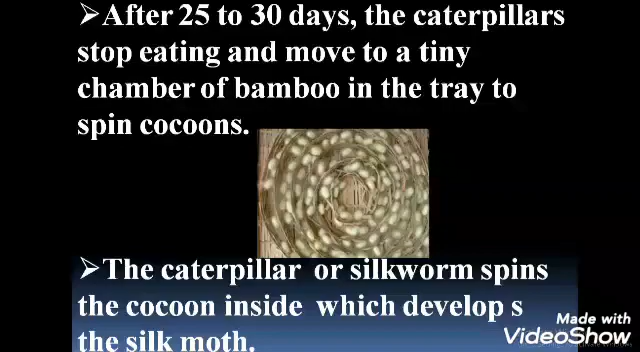 ➢After 25 to 30 days, the caterpillars
stop eating and move to a tiny
chamber of bamboo in the tray to
spin cocoons.
➢The caterpillar or silkworm spins
the cocoon inside which develop s
the silk moth.
Made with
VideoShow